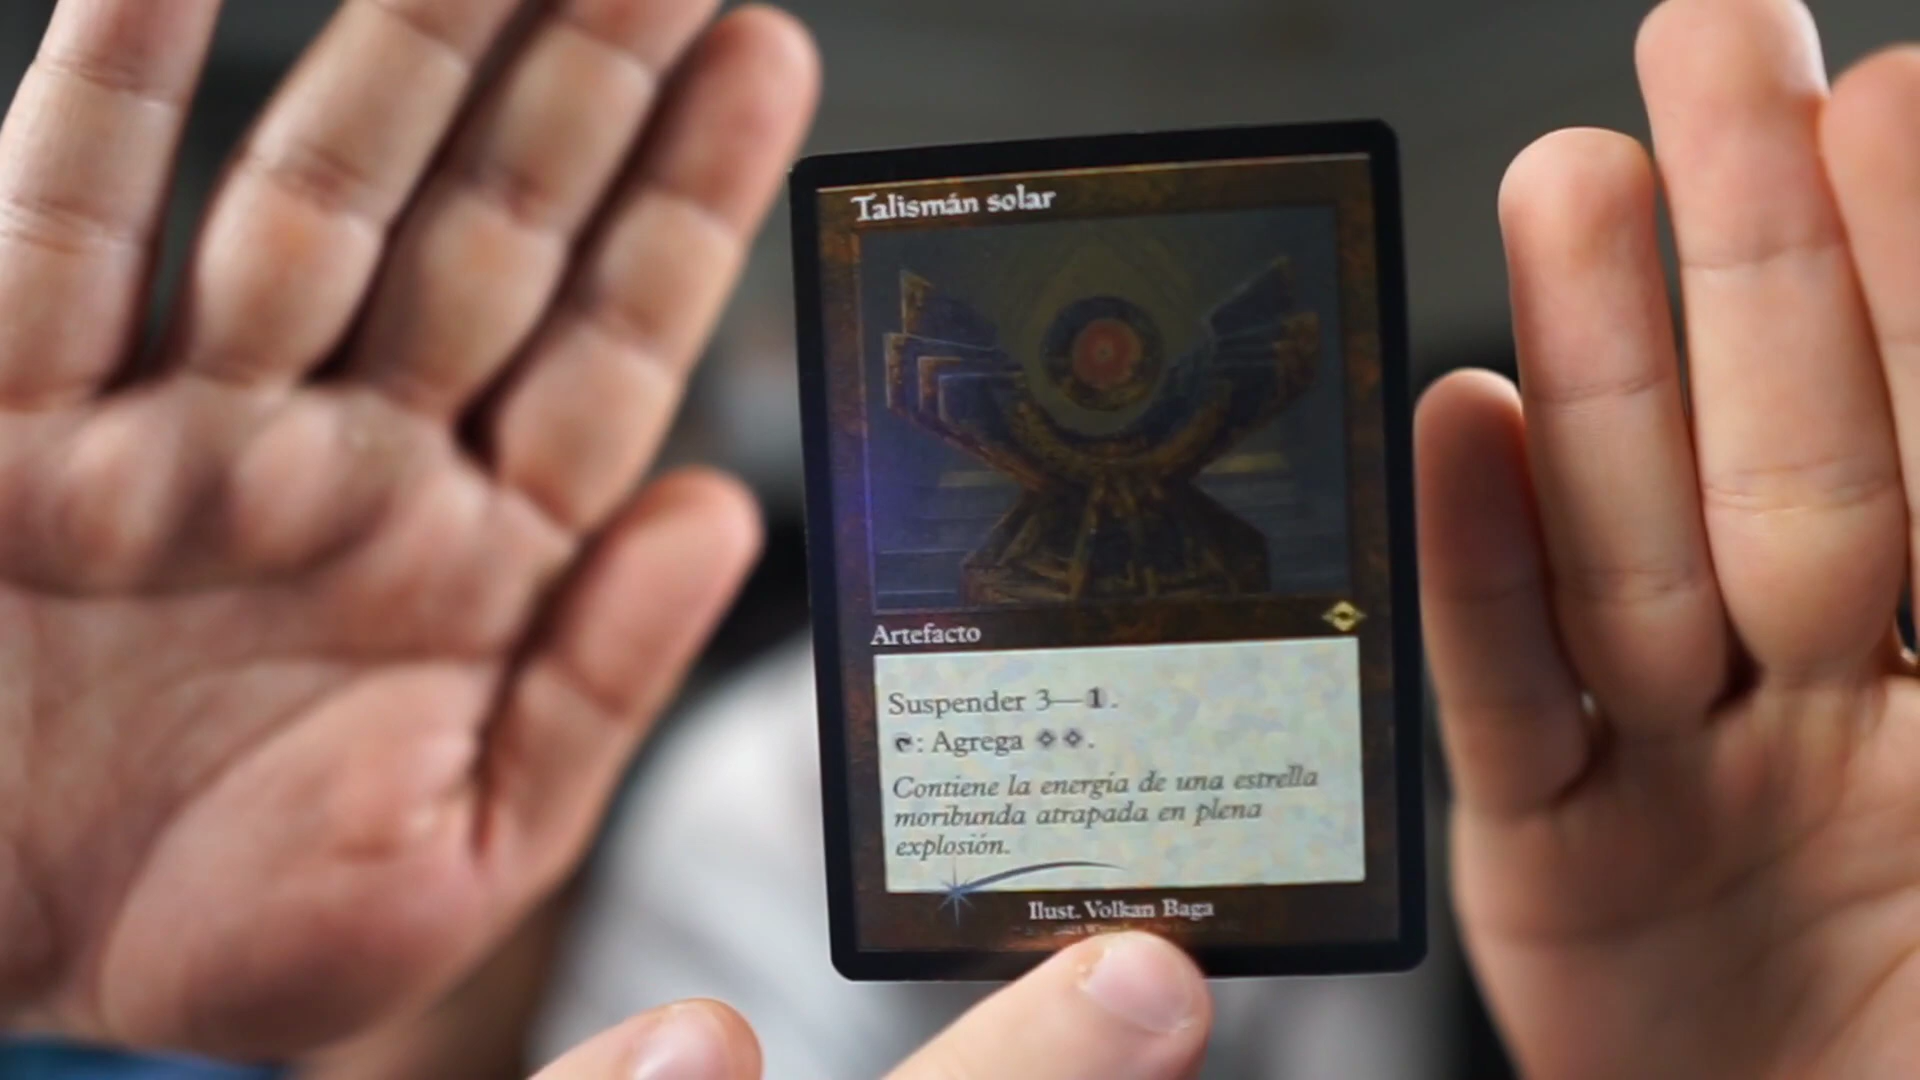 Talismán solar
Artefacto
Suspender 3—1.
: Agrega .
Contiene la energía de una estrella
moribunda atrapada en plena
explosión.
Ilust. Volkan Baga